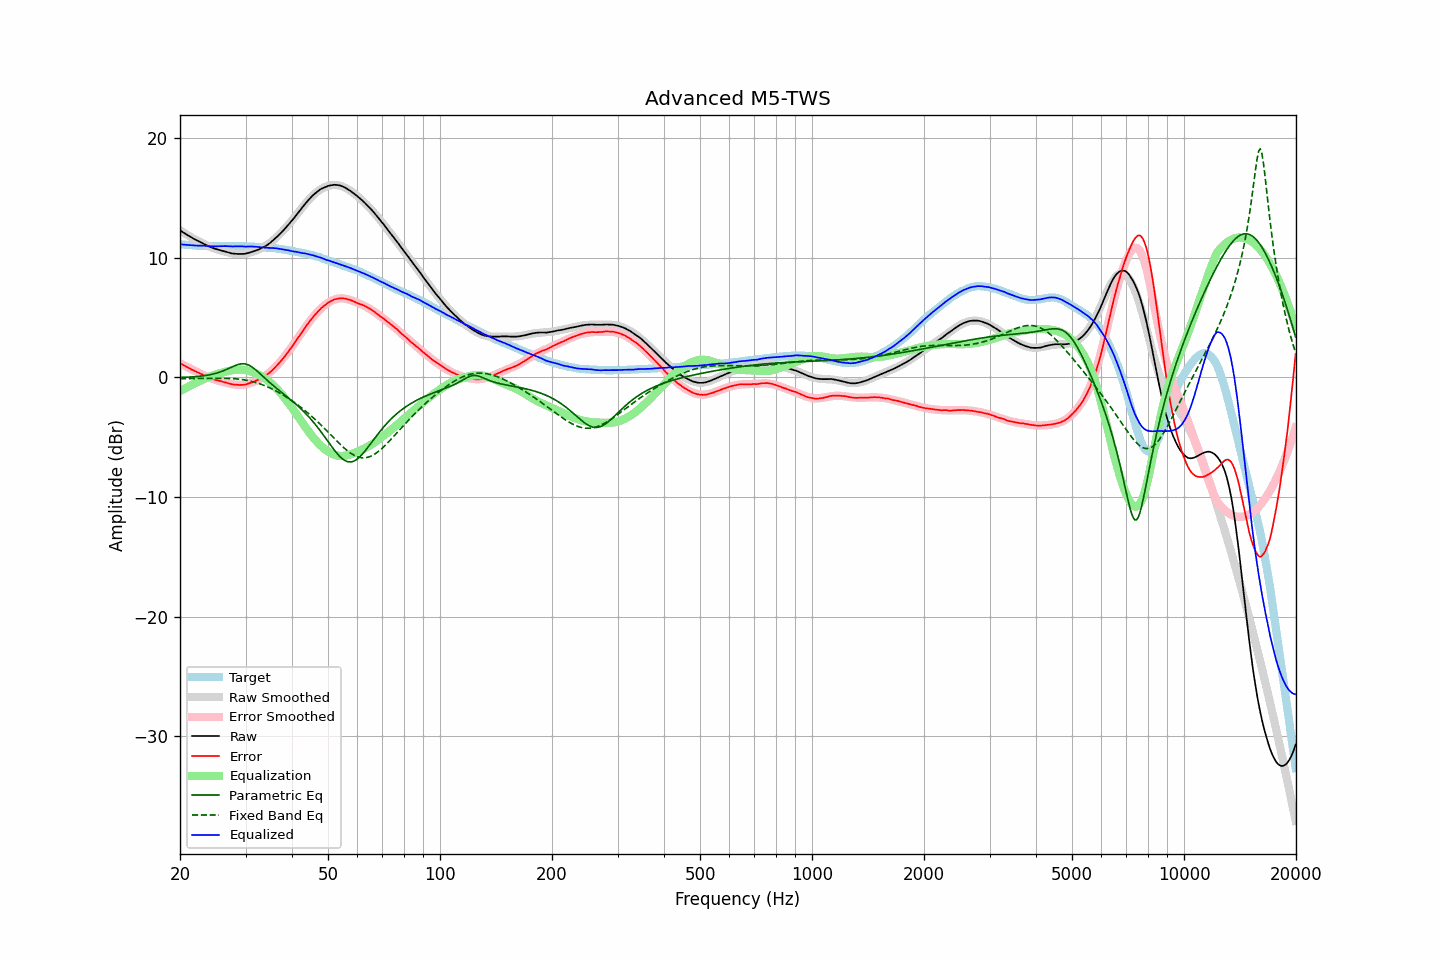 Advanced M5-TWS
Amplitude (dBr)
20
10
0
−10
−20
−30
Target
Raw Smoothed
Error Smoothed
Raw
Error
Equalization
Parametric Eq
Fixed Band Eq
Equalized
20 50 100 200 500 1000 2000 5000 10000 20000
Frequency (Hz)